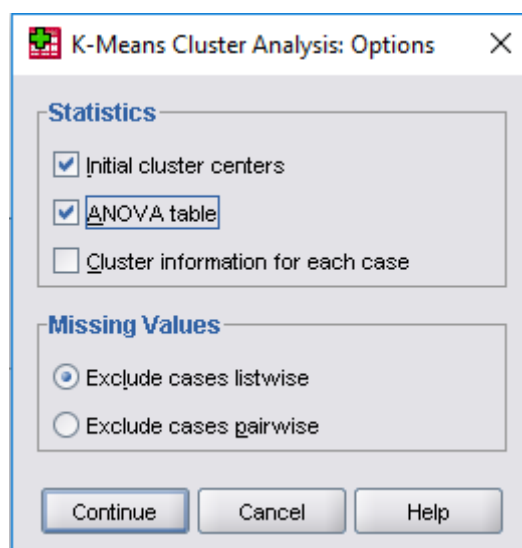 K-Means Cluster Analysis: Options
Statistics
Initial cluster centers
ANOVA table
Cluster information for each case
Missing Values
Exclude cases listwise
Exclude cases pairwise
Continue Cancel Help